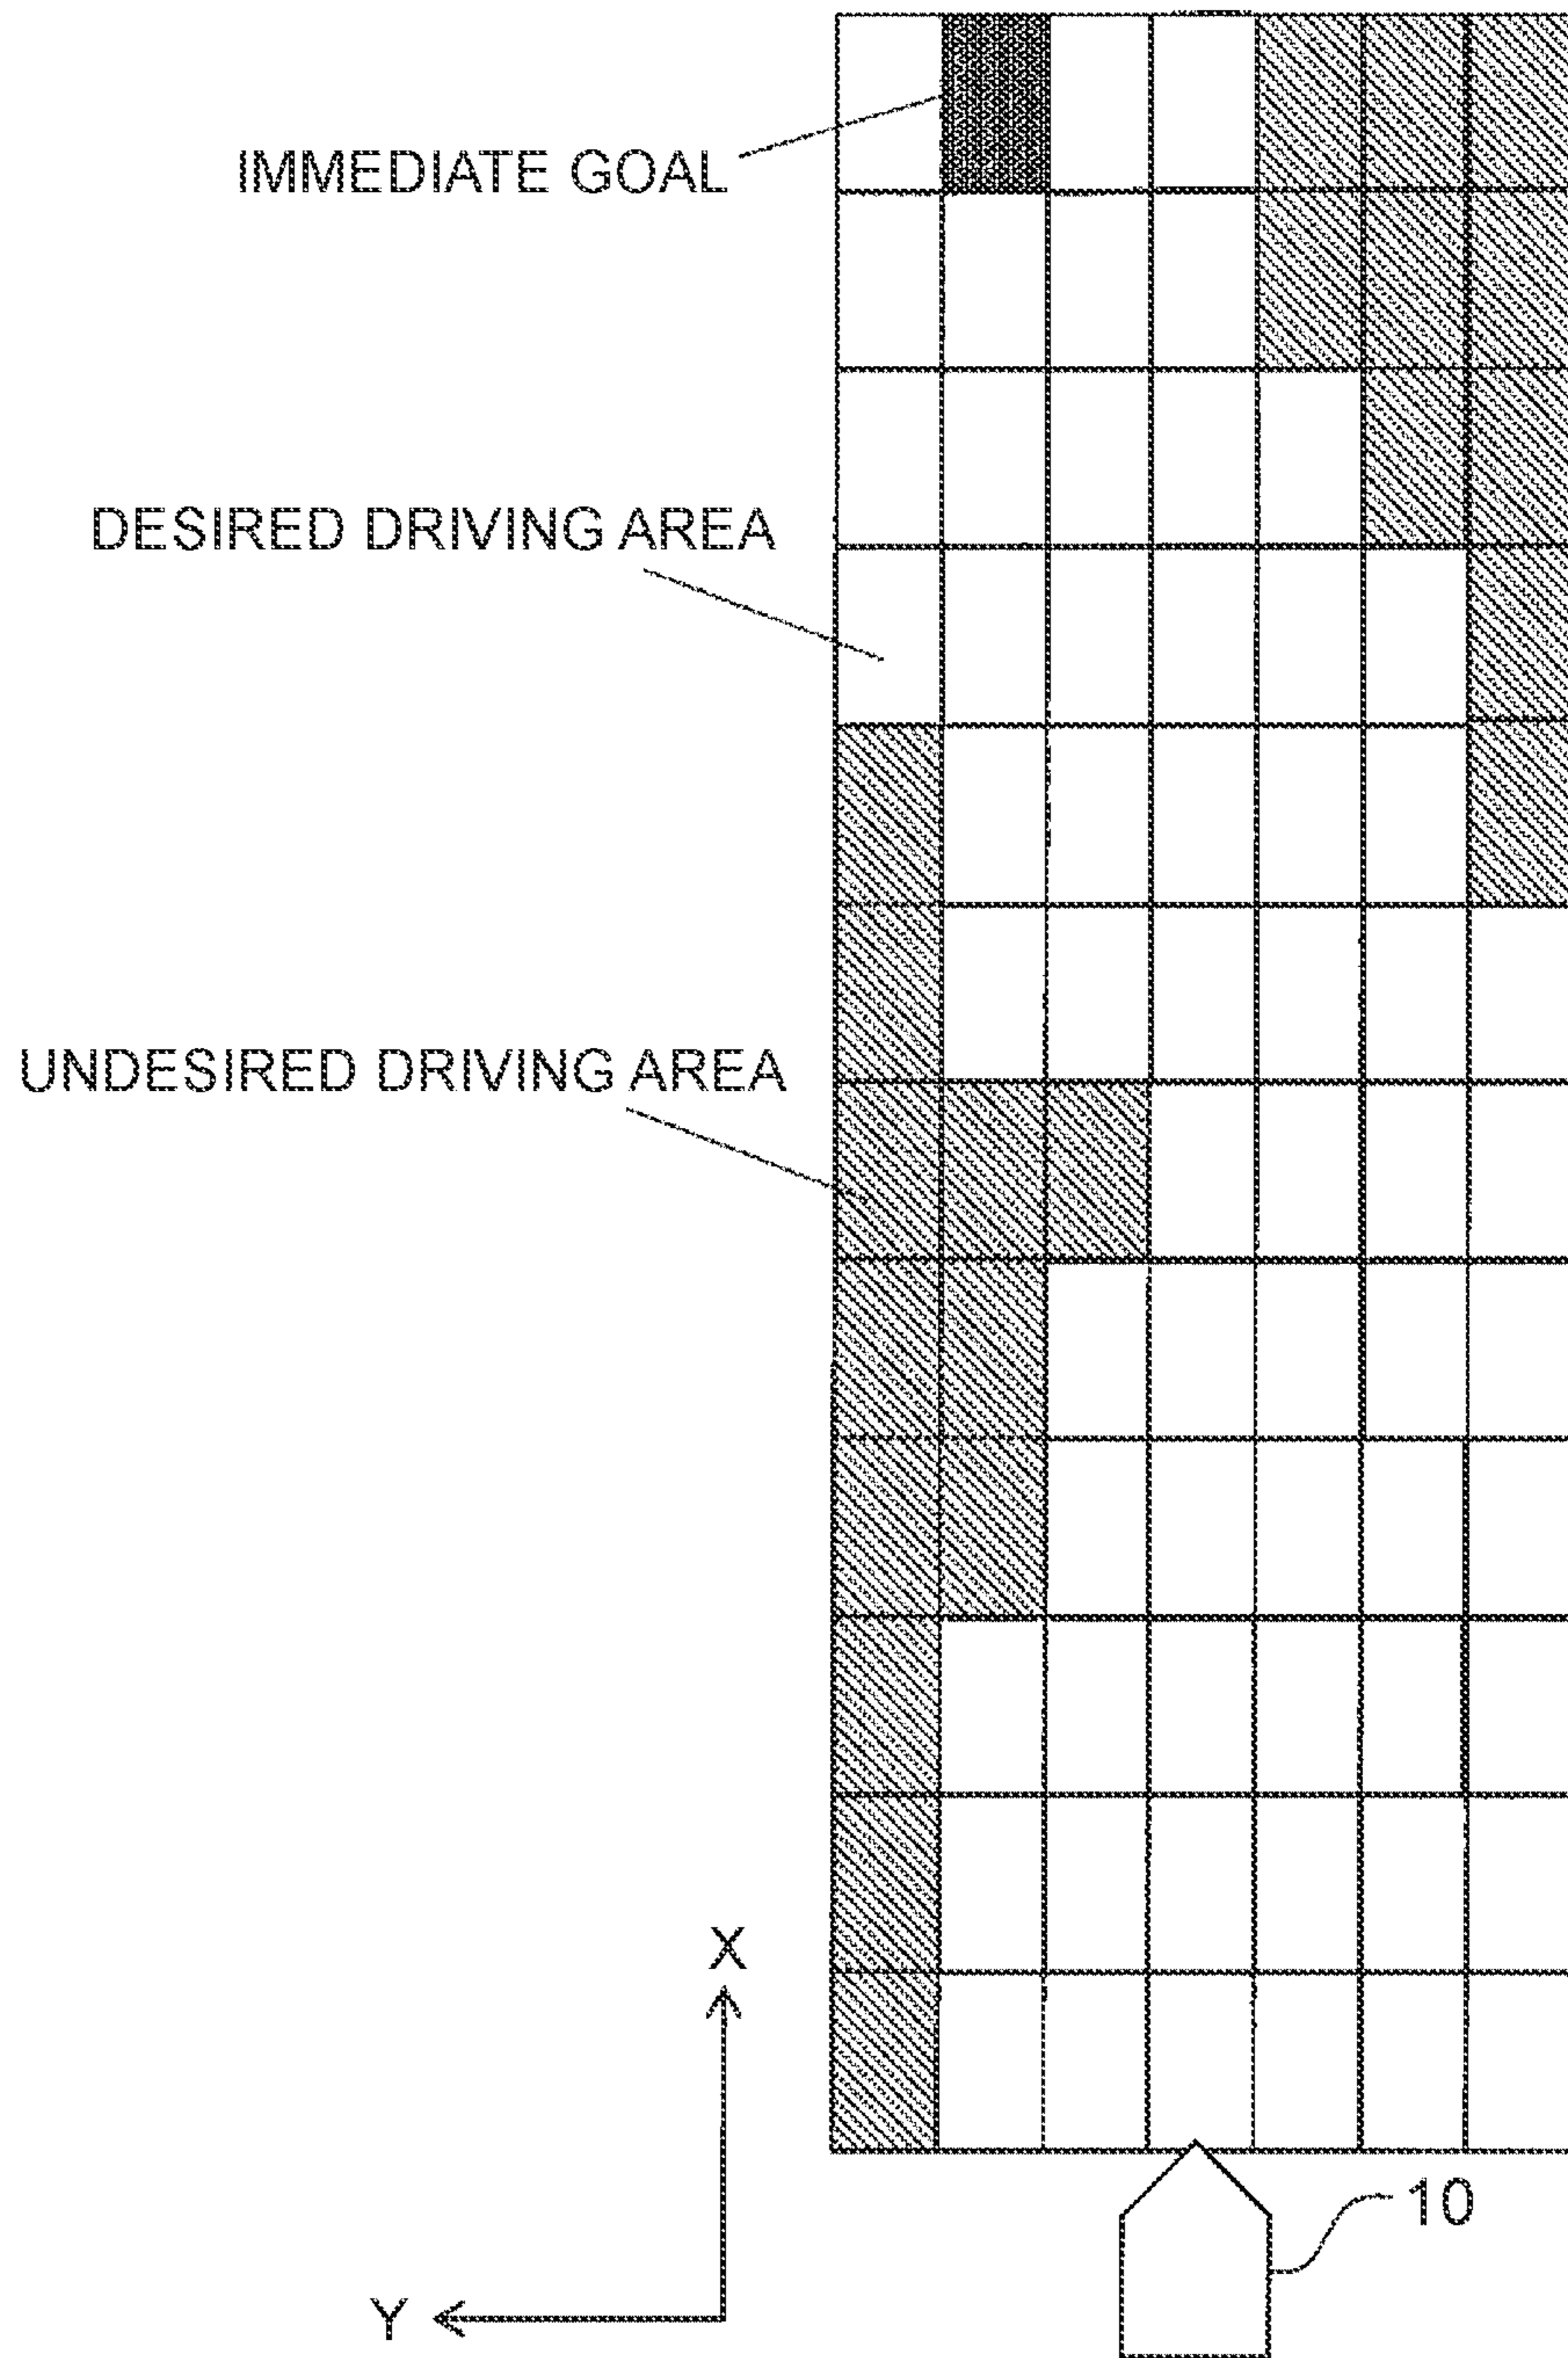 IMMEDIATE GOAL
DESIRED DRIVING AREA
UNDESIRED DRIVING AREA
X
Y
10